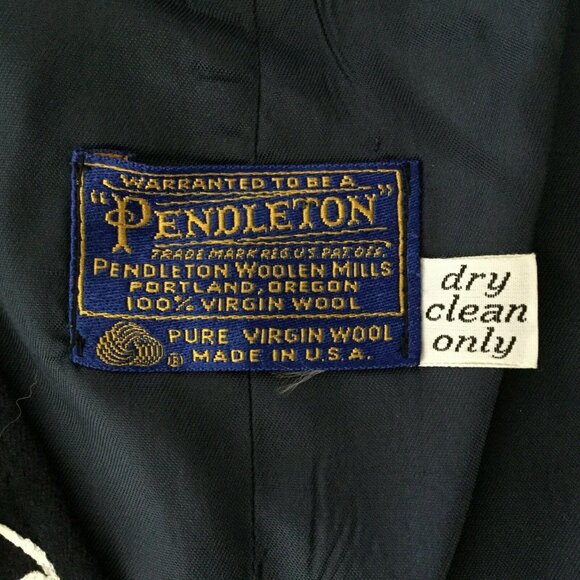 WARRANTED TO BE A
"PENDLETON"
TRADE MARK REG. U.S. PAT. OFF.
PENDLETON WOOLEN MILLS
PORTLAND, OREGON
100% VIRGIN WOOL
PURE VIRGIN WOOL
® MADE IN U.S.A.
dry
clean
only